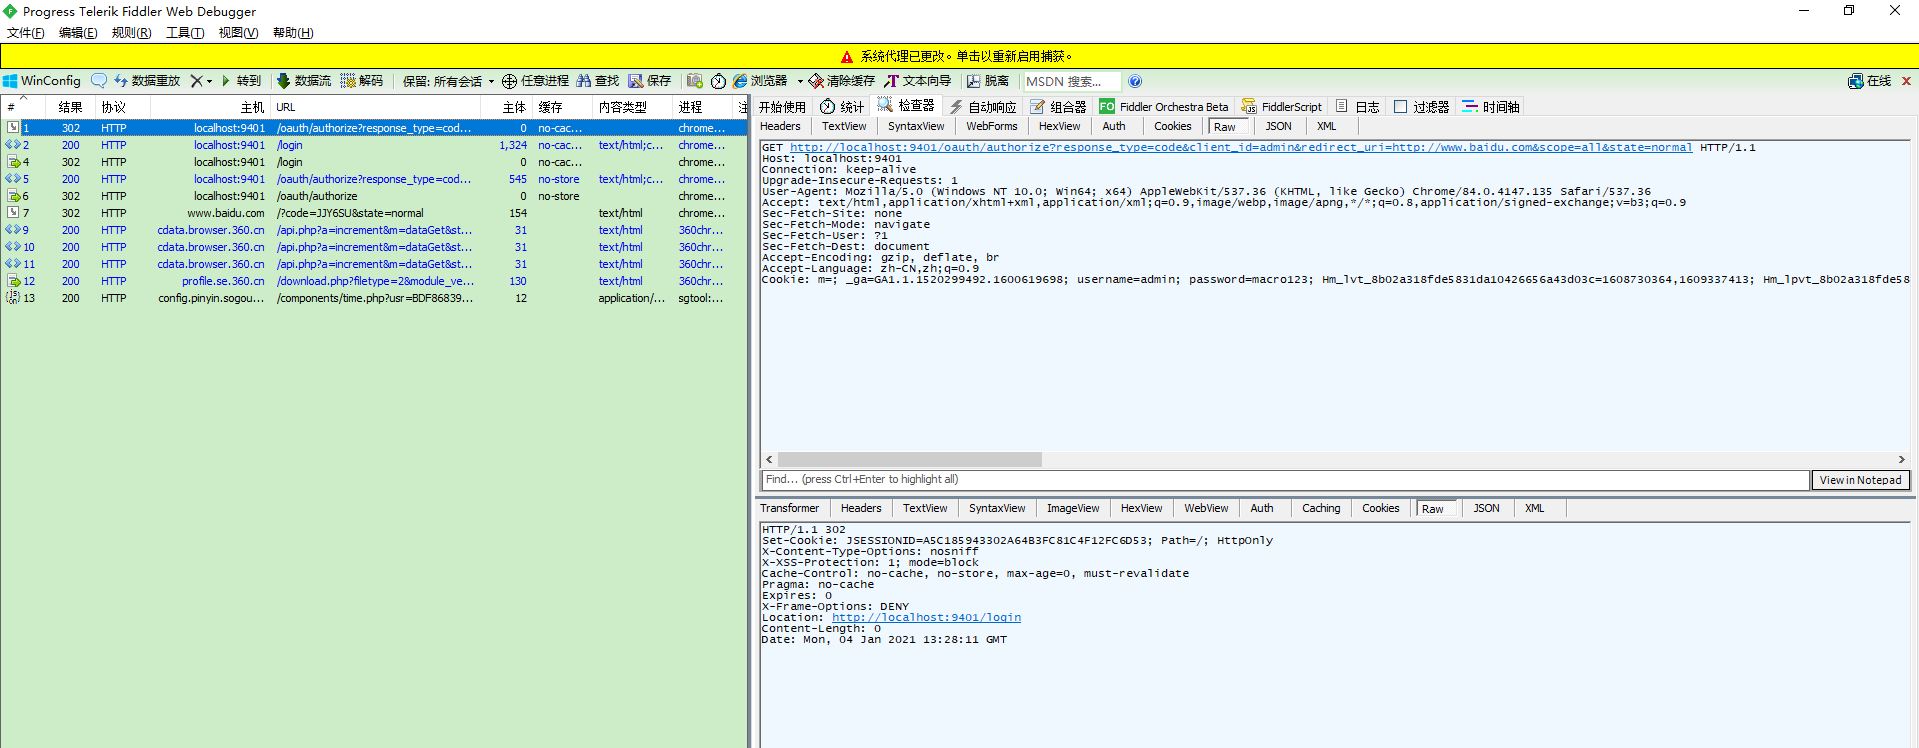 Progress Telerik Fiddler Web Debugger
文件(F) 编辑(E) 规则(R) 工具(T) 视图(V) 帮助(H)
系统代理已更改。单击以重新启用捕获。
WinConfig 数据重放 转到 数据流 解码 保留: 所有会话 任意进程 查找 保存 浏览器 清除缓存 文本向导 脱离 MSDN 搜索... 在线
# 结果 协议 主机 URL 主体 缓存 内容类型 进程 注
1 302 HTTP localhost:9401 /oauth/authorize?response_type=cod... 0 no-cac... chrome...
2 200 HTTP localhost:9401 /login 1,324 no-cac... text/html;c... chrome...
4 302 HTTP localhost:9401 /login 0 no-cac... chrome...
5 200 HTTP localhost:9401 /oauth/authorize?response_type=cod... 545 no-store text/html;c... chrome...
6 302 HTTP localhost:9401 /oauth/authorize 0 no-store chrome...
7 302 HTTP www.baidu.com /?code=JJY6SU&state=normal 154 text/html chrome...
9 200 HTTP cdata.browser.360.cn /api.php?a=increment&m=dataGet&st... 31 text/html 360chr...
10 200 HTTP cdata.browser.360.cn /api.php?a=increment&m=dataGet&st... 31 text/html 360chr...
11 200 HTTP cdata.browser.360.cn /api.php?a=increment&m=dataGet&st... 31 text/html 360chr...
12 200 HTTP profile.se.360.cn /download.php?filetype=2&module_ve... 130 text/html 360chr...
13 200 HTTP config.pinyin.sogou... /components/time.php?usr=BDF86839... 12 application/... sgtool:...
开始使用 统计 检查器 自动响应 组合器 FO Fiddler Orchestra Beta FiddlerScript 日志 过滤器 时间轴
Headers TextView SyntaxView WebForms HexView Auth Cookies Raw JSON XML
GET http://localhost:9401/oauth/authorize?response_type=code&client_id=admin&redirect_uri=http://www.baidu.com&scope=all&state=normal HTTP/1.1
Host: localhost:9401
Connection: keep-alive
Upgrade-Insecure-Requests: 1
User-Agent: Mozilla/5.0 (Windows NT 10.0; Win64; x64) AppleWebKit/537.36 (KHTML, like Gecko) Chrome/84.0.4147.135 Safari/537.36
Accept: text/html,application/xhtml+xml,application/xml;q=0.9,image/webp,image/apng,*/*;q=0.8,application/signed-exchange;v=b3;q=0.9
Sec-Fetch-Site: none
Sec-Fetch-Mode: navigate
Sec-Fetch-User: ?1
Sec-Fetch-Dest: document
Accept-Encoding: gzip, deflate, br
Accept-Language: zh-CN,zh;q=0.9
Cookie: m=; _ga=GA1.1.1520299492.1600619698; username=admin; password=macro123; Hm_lvt_8b02a318fde5831da10426656a43d03c=1608730364,1609337413; Hm_lpvt_8b02a318fde58
Find... (press Ctrl+Enter to highlight all) View in Notepad
Transformer Headers TextView SyntaxView ImageView HexView WebView Auth Caching Cookies Raw JSON XML
HTTP/1.1 302
Set-Cookie: JSESSIONID=A5C185943302A64B3FC81C4F12FC6D53; Path=/; HttpOnly
X-Content-Type-Options: nosniff
X-XSS-Protection: 1; mode=block
Cache-Control: no-cache, no-store, max-age=0, must-revalidate
Pragma: no-cache
Expires: 0
X-Frame-Options: DENY
Location: http://localhost:9401/login
Content-Length: 0
Date: Mon, 04 Jan 2021 13:28:11 GMT